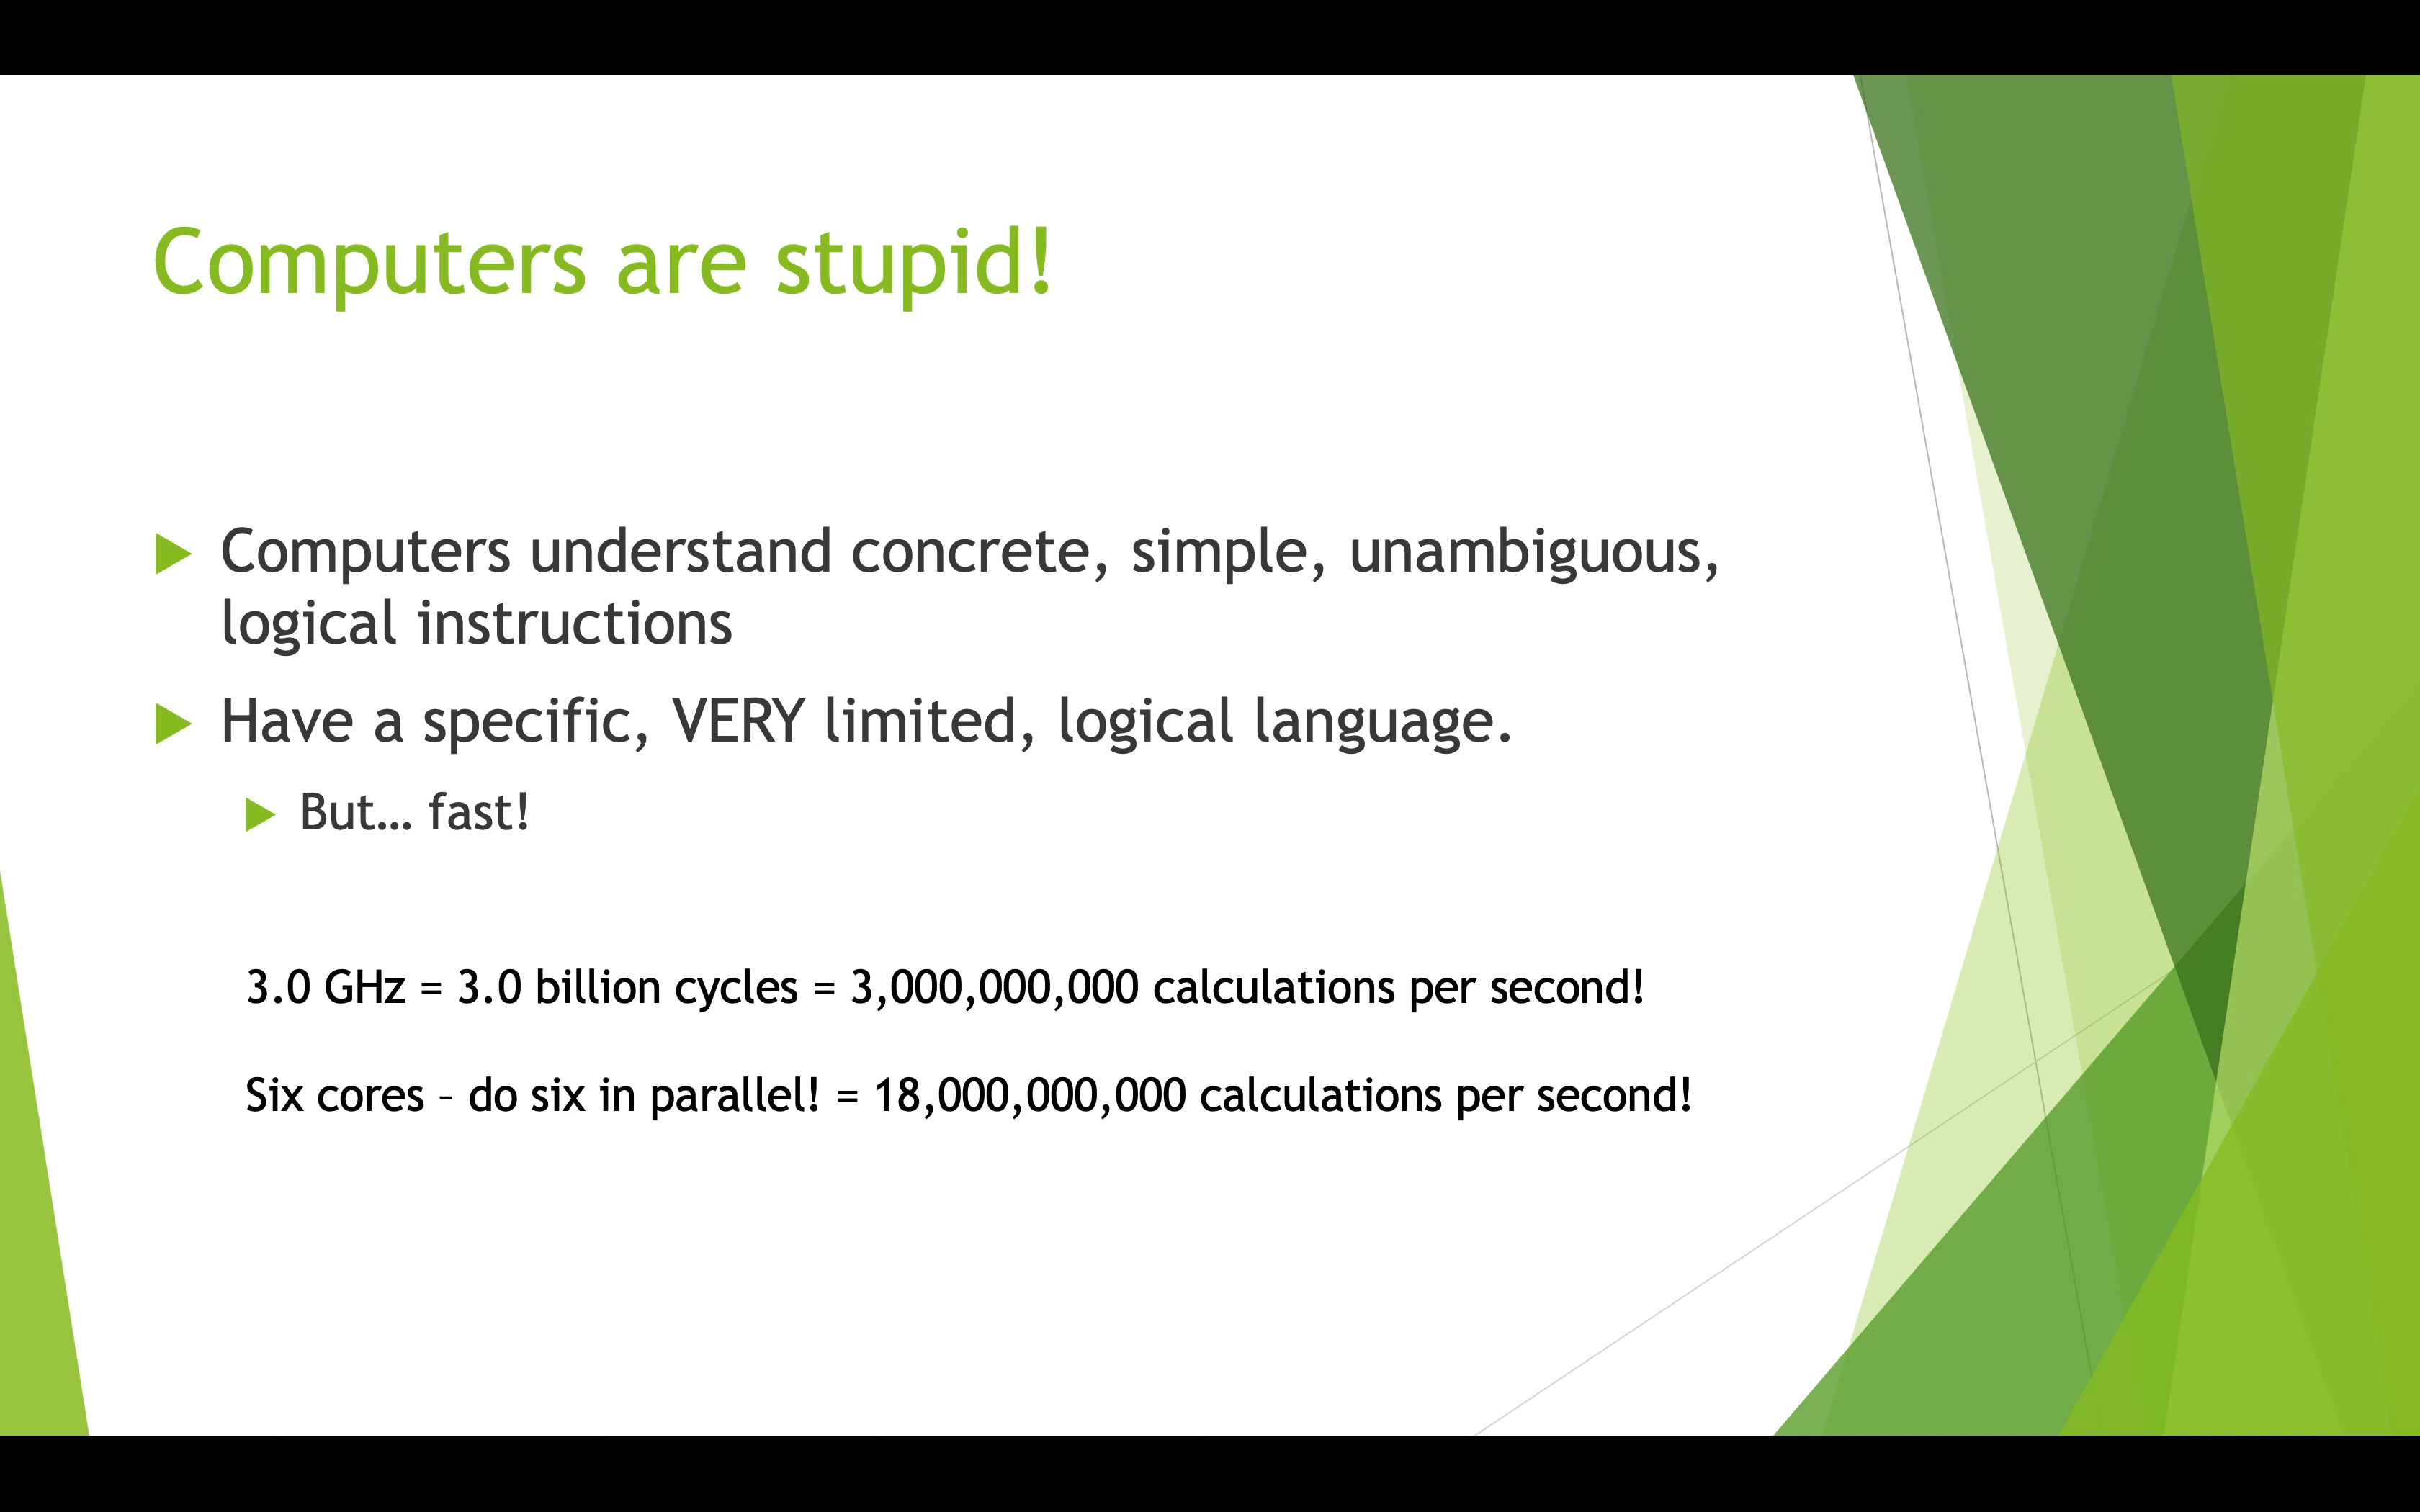 Computers are stupid!
Computers understand concrete, simple, unambiguous,
logical instructions
Have a specific, VERY limited, logical language.
But... fast!
3.0 GHz = 3.0 billion cycles = 3,000,000,000 calculations per second!
Six cores – do six in parallel! = 18,000,000,000 calculations per second!